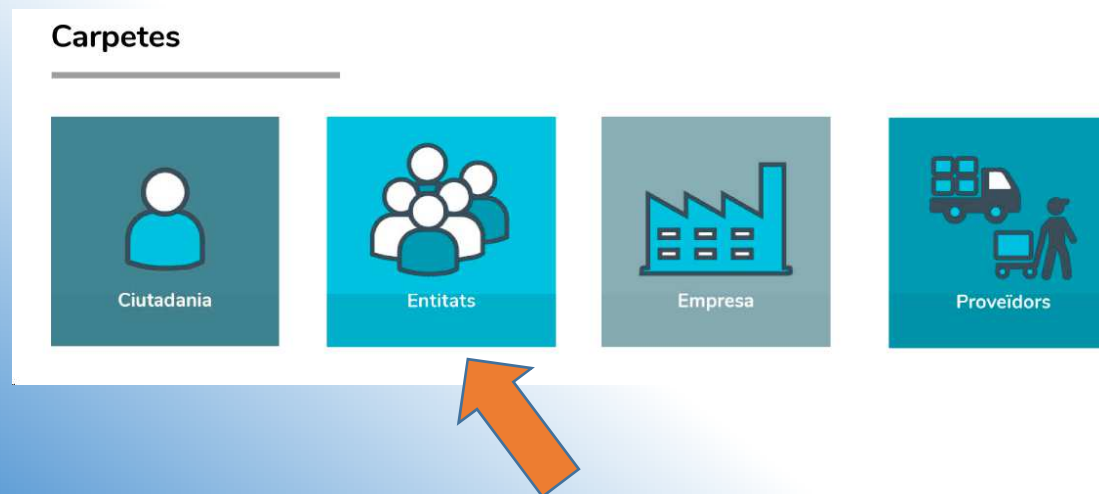 Carpetes
Ciutadania
Entitats
Empresa
Proveïdors